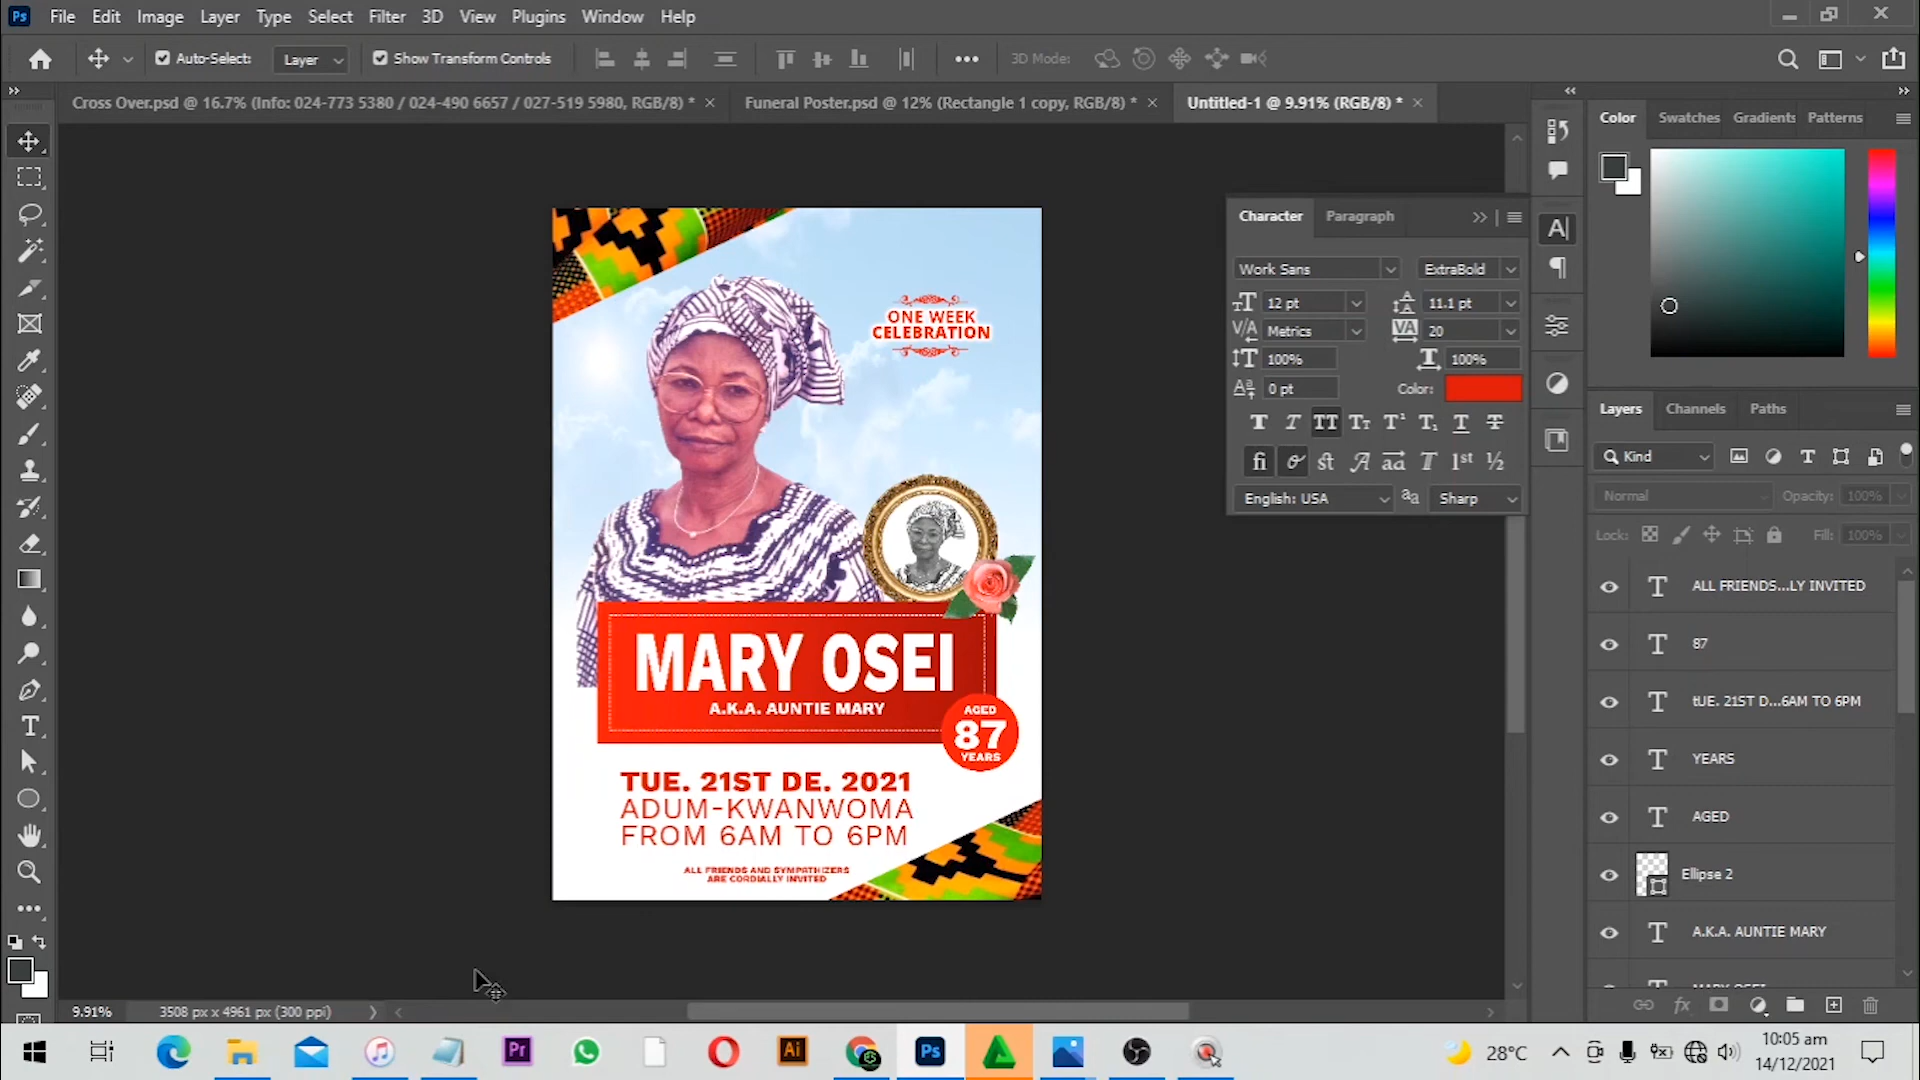 Ps File Edit Image Layer Type Select Filter 3D View Plugins Window Help
Auto-Select: Layer Show Transform Controls 3D Mode:
Cross Over.psd @ 16.7% (Info: 024-773 5380 / 024-490 6657 / 027-519 5980, RGB/8) * × Funeral Poster.psd @ 12% (Rectangle 1 copy, RGB/8) * × Untitled-1 @ 9.91% (RGB/8) * ×
Color Swatches Gradients Patterns
Character Paragraph
Work Sans ExtraBold
12 pt 11.1 pt
Metrics 20
100% 100%
0 pt Color:
English: USA Sharp
ONE WEEK
CELEBRATION
MARY OSEI
A.K.A. AUNTIE MARY
AGED
87
YEARS
TUE. 21ST DE. 2021
ADUM-KWANWOMA
FROM 6AM TO 6PM
ALL FRIENDS AND SYMPATHIZERS
ARE CORDIALLY INVITED
Layers Channels Paths
Kind
Normal Opacity: 100%
Lock: Fill: 100%
ALL FRIENDS...LY INVITED
87
tUE. 21ST D...6AM TO 6PM
YEARS
AGED
Ellipse 2
A.K.A. AUNTIE MARY
MARY OSEI
9.91% 3508 px x 4961 px (300 ppi)
Pr Ai Ps
28°C
10:05 am
14/12/2021